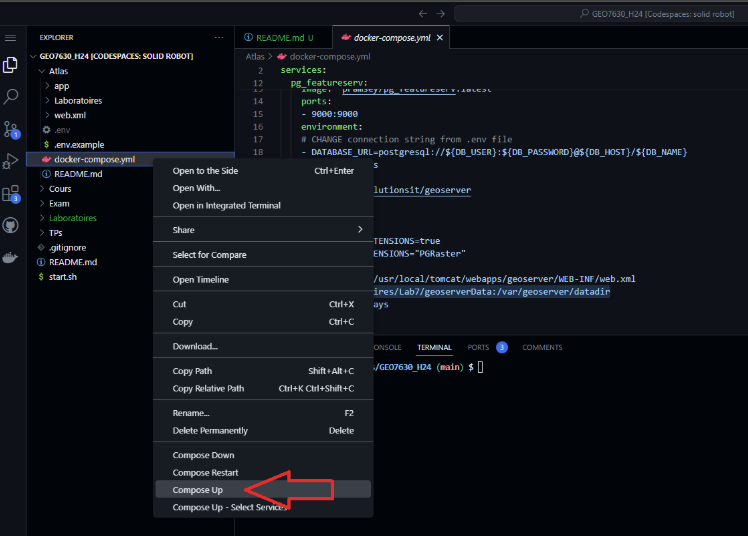 GEO7630_H24 [Codespaces: solid robot]
EXPLORER
GEO7630_H24 [CODESPACES: SOLID ROBOT]
Atlas
app
Laboratoires
web.xml
.env
.env.example
docker-compose.yml
README.md
Cours
Exam
Laboratoires
TPs
.gitignore
README.md
start.sh
1
3
README.md U
docker-compose.yml
Atlas > docker-compose.yml
2 services:
12 pg_featureserv:
13 image: pramsey/pg_featureserv:latest
14 ports:
15 - 9000:9000
16 environment:
17 # CHANGE connection string from .env file
18 - DATABASE_URL=postgresql://${DB_USER}:${DB_PASSWORD}@${DB_HOST}/${DB_NAME}
s
lutionsit/geoserver
TENSIONS=true
ENSIONS="PGRaster"
/usr/local/tomcat/webapps/geoserver/WEB-INF/web.xml
ires/Lab7/geoserverData:/var/geoserver/datadir
ays
Open to the Side Ctrl+Enter
Open With...
Open in Integrated Terminal
Share
Select for Compare
Open Timeline
Cut Ctrl+X
Copy Ctrl+C
Download...
Copy Path Shift+Alt+C
Copy Relative Path Ctrl+K Ctrl+Shift+C
Rename... F2
Delete Permanently Delete
Compose Down
Compose Restart
Compose Up
Compose Up - Select Services
ONSOLE TERMINAL PORTS 3 COMMENTS
s/GEO7630_H24 (main) $